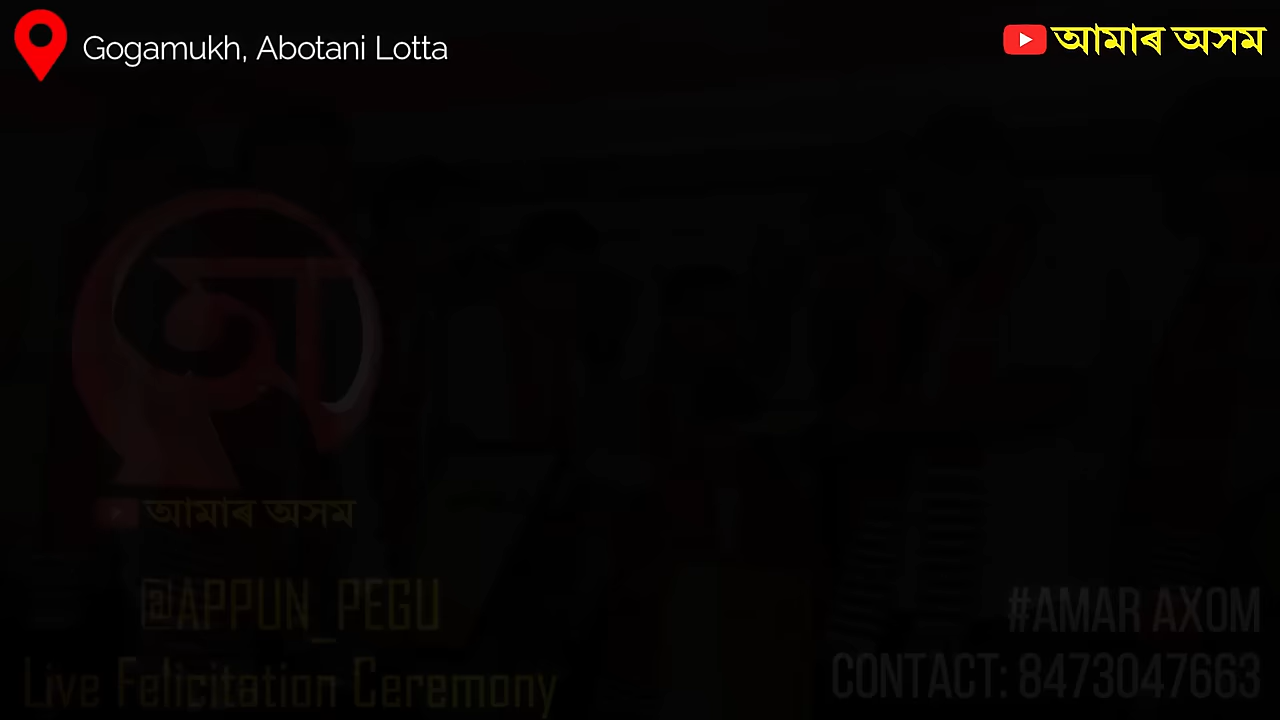 Gogamukh, Abotani Lotta
আমাৰ অসম
আমাৰ অসম
@APPUN_PEGU
Live Felicitation Ceremony
#AMAR AXOM
CONTACT: 8473047663